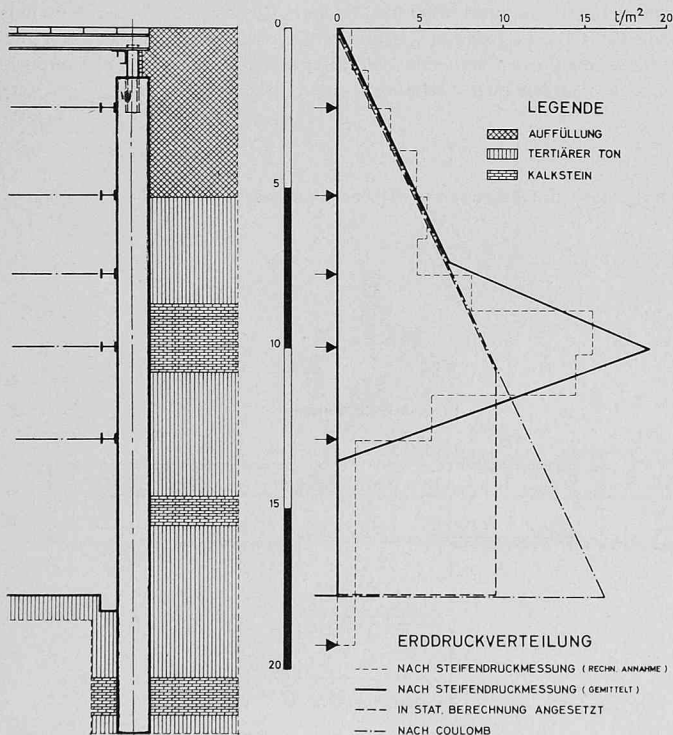 0 5 10 15 t/m² 20
0
5
10
15
20
LEGENDE
AUFFÜLLUNG
TERTIÄRER TON
KALKSTEIN
ERDDRUCKVERTEILUNG
NACH STEIFENDRUCKMESSUNG (RECHN. ANNAHME)
NACH STEIFENDRUCKMESSUNG (GEMITTELT)
IN STAT. BERECHNUNG ANGESETZT
NACH COULOMB